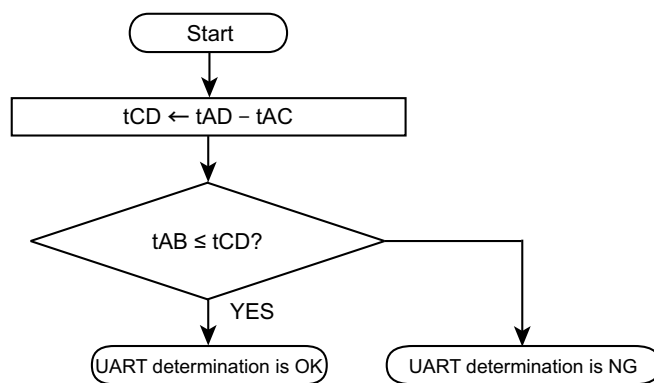 Start
tCD ← tAD − tAC
tAB ≤ tCD?
YES
UART determination is OK
UART determination is NG